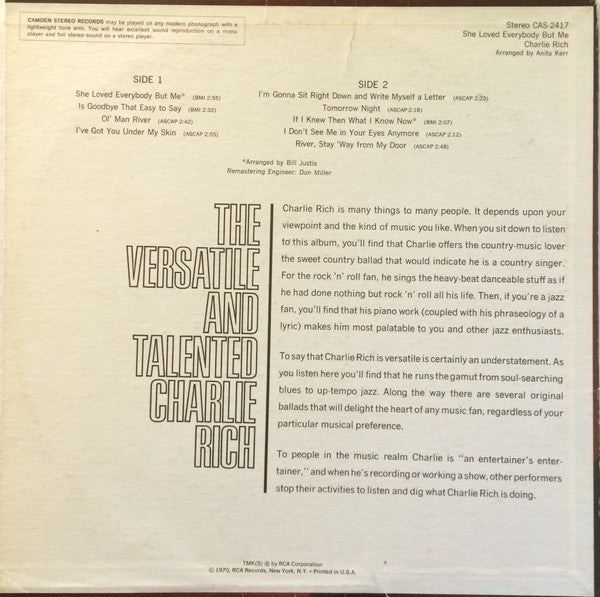 CAMDEN STEREO RECORDS may be played on any modern phonograph with a
lightweight tone arm. You will hear excellent sound reproduction on a mono
player and full stereo sound on a stereo player.
Stereo CAS-2417
She Loved Everybody But Me
Charlie Rich
Arranged by Anita Kerr
SIDE 1
She Loved Everybody But Me* (BMI 2:55)
Is Goodbye That Easy to Say (BMI 2:32)
Ol' Man River (ASCAP 2:42)
I've Got You Under My Skin (ASCAP 2:55)
SIDE 2
I'm Gonna Sit Right Down and Write Myself a Letter (ASCAP 2:29)
Tomorrow Night (ASCAP 2:18)
If I Knew Then What I Know Now* (BMI 2:07)
I Don't See Me in Your Eyes Anymore (ASCAP 2:12)
River, Stay 'Way from My Door (ASCAP 2:48)
*Arranged by Bill Justis
Remastering Engineer: Don Miller
THE
VERSATILE
AND
TALENTED
CHARLIE
RICH
Charlie Rich is many things to many people. It depends upon your
viewpoint and the kind of music you like. When you sit down to listen
to this album, you'll find that Charlie offers the country-music lover
the sweet country ballad that would indicate he is a country singer.
For the rock 'n' roll fan, he sings the heavy-beat danceable stuff as if
he had done nothing but rock 'n' roll all his life. Then, if you're a jazz
fan, you'll find that his piano work (coupled with his phraseology of a
lyric) makes him most palatable to you and other jazz enthusiasts.
To say that Charlie Rich is versatile is certainly an understatement. As
you listen here you'll find that he runs the gamut from soul-searching
blues to up-tempo jazz. Along the way there are several original
ballads that will delight the heart of any music fan, regardless of your
particular musical preference.
To people in the music realm Charlie is "an entertainer's enter-
tainer," and when he's recording or working a show, other performers
stop their activities to listen and dig what Charlie Rich is doing.
TMK(S) ® by RCA Corporation
© 1970, RCA Records, New York, N.Y. • Printed in U.S.A.